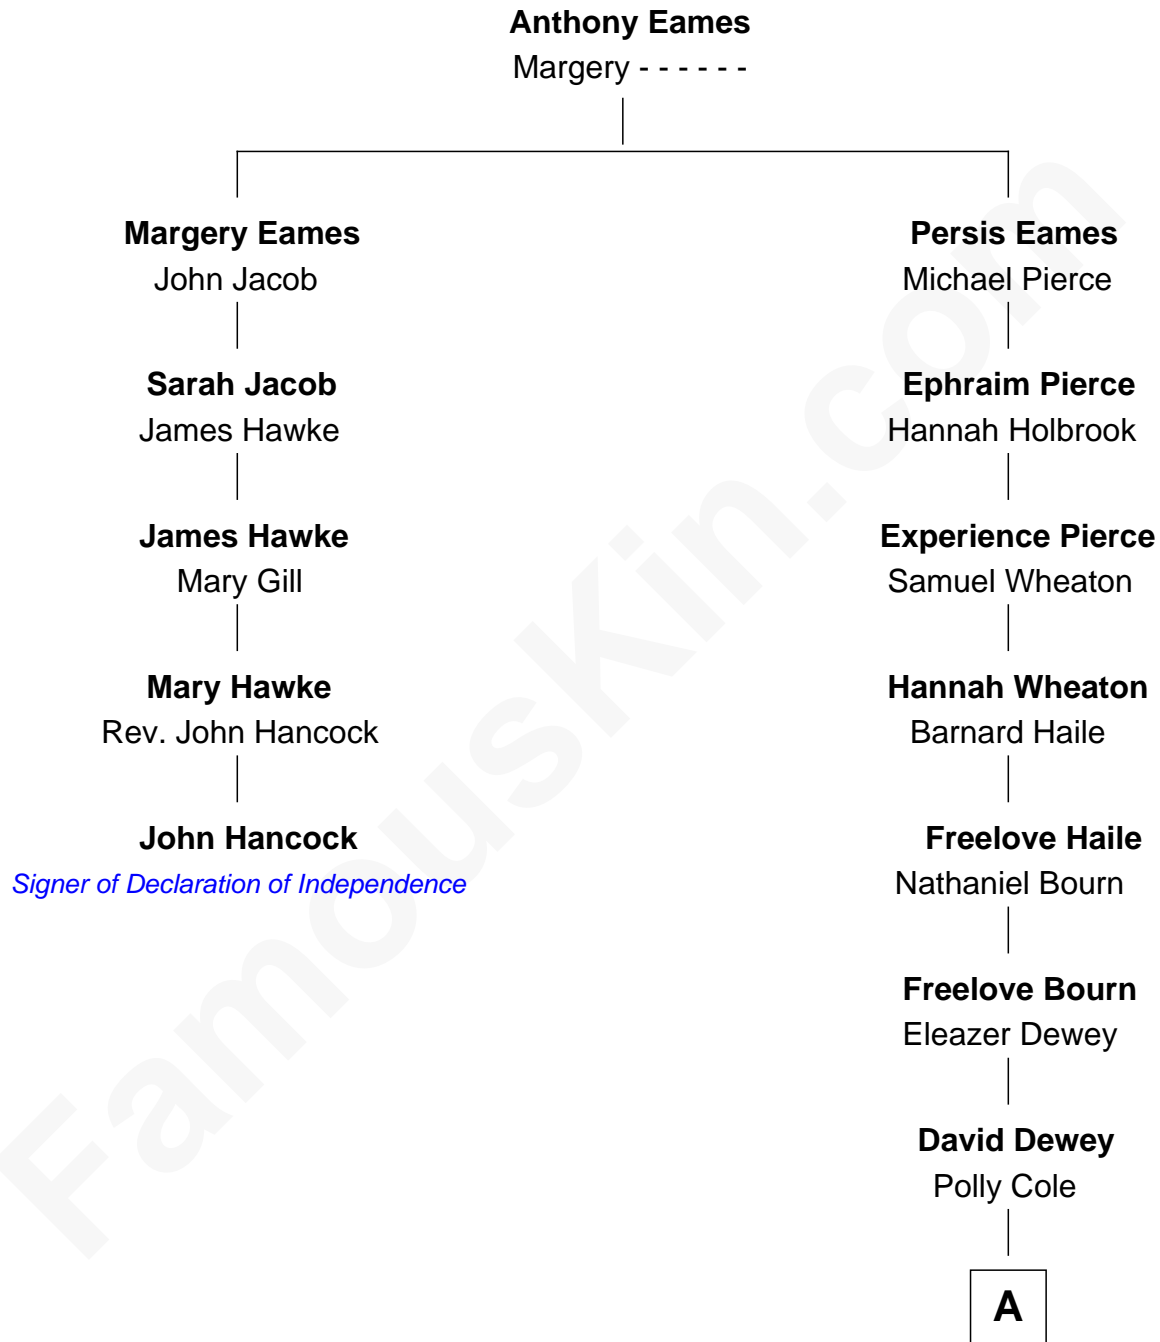 Anthony Eames
Margery - - - - - -
Margery Eames
John Jacob
Sarah Jacob
James Hawke
James Hawke
Mary Gill
Mary Hawke
Rev. John Hancock
John Hancock
Signer of Declaration of Independence
Persis Eames
Michael Pierce
Ephraim Pierce
Hannah Holbrook
Experience Pierce
Samuel Wheaton
Hannah Wheaton
Barnard Haile
Freelove Haile
Nathaniel Bourn
Freelove Bourn
Eleazer Dewey
David Dewey
Polly Cole
A
FamousKin.com